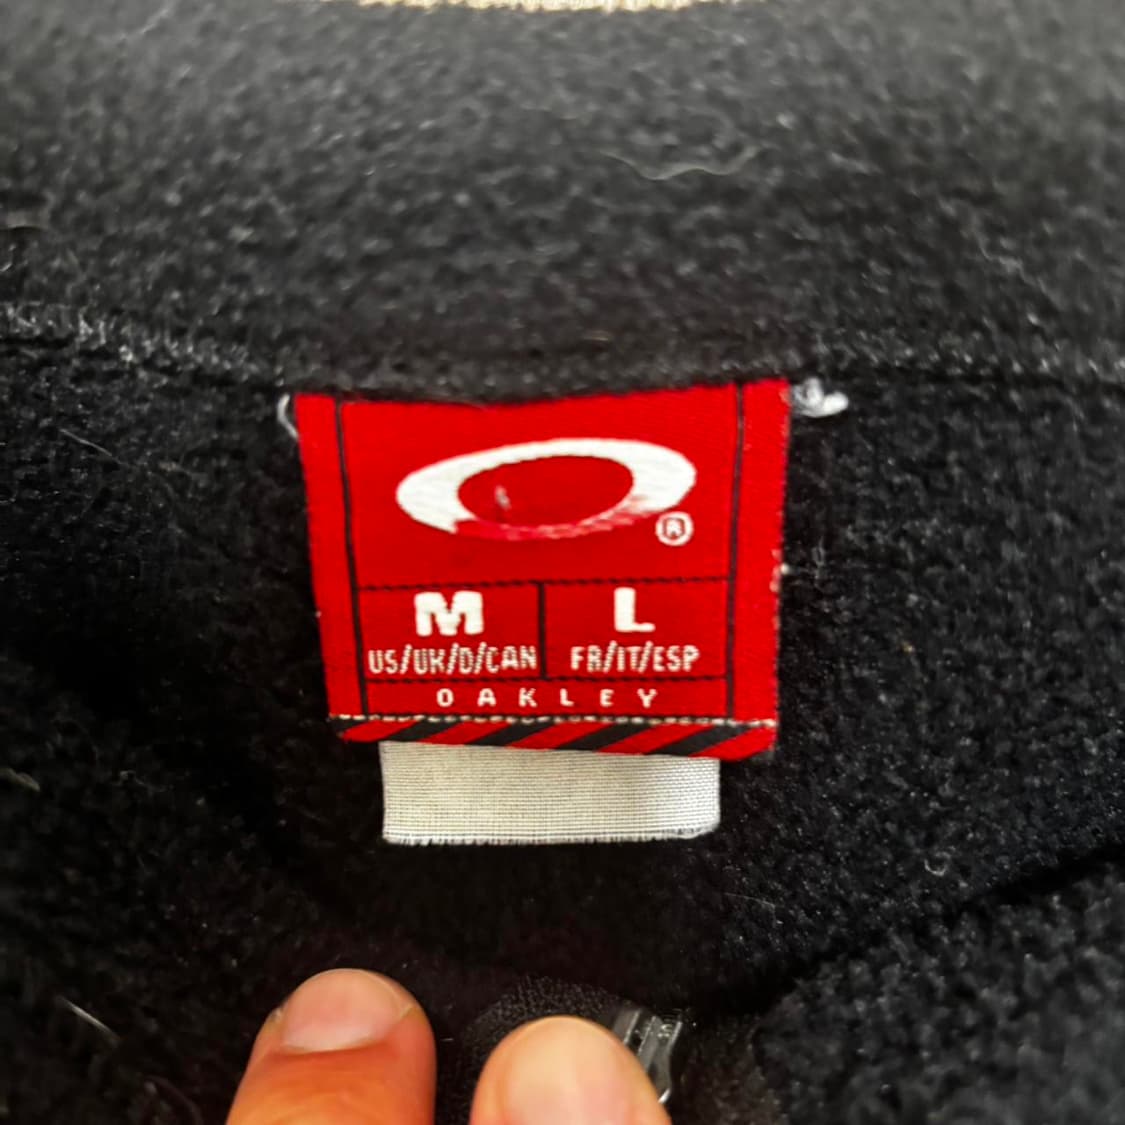 ®
M L
US/UK/D/CAN FR/IT/ESP
OAKLEY